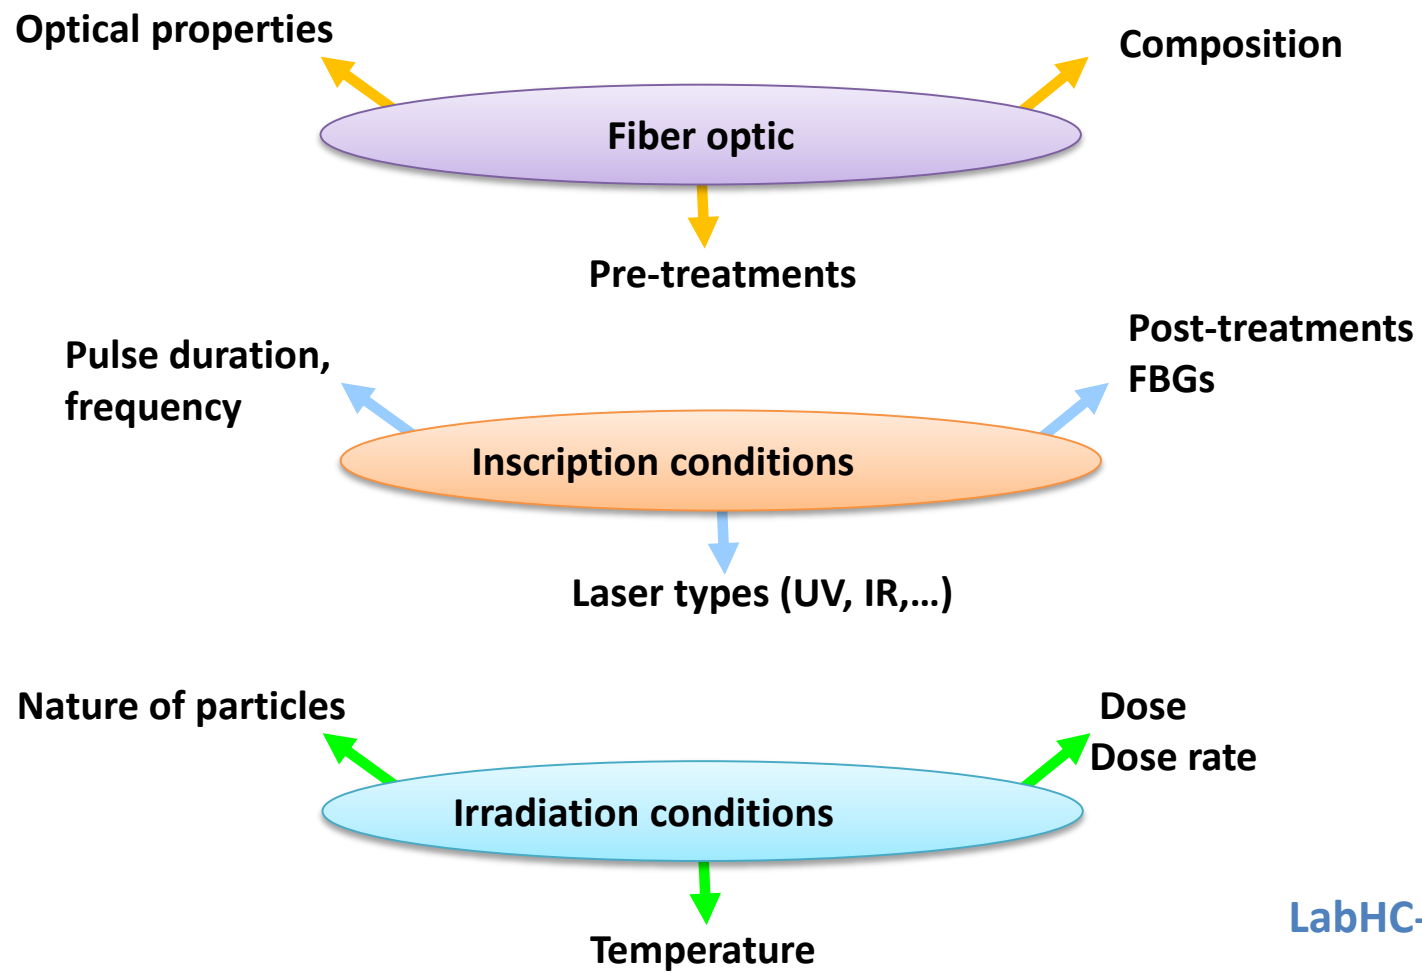 Optical properties
Composition
Fiber optic
Pre-treatments
Pulse duration,
frequency
Post-treatments
FBGs
Inscription conditions
Laser types (UV, IR,...)
Nature of particles
Dose
Dose rate
Irradiation conditions
Temperature
LabHC-